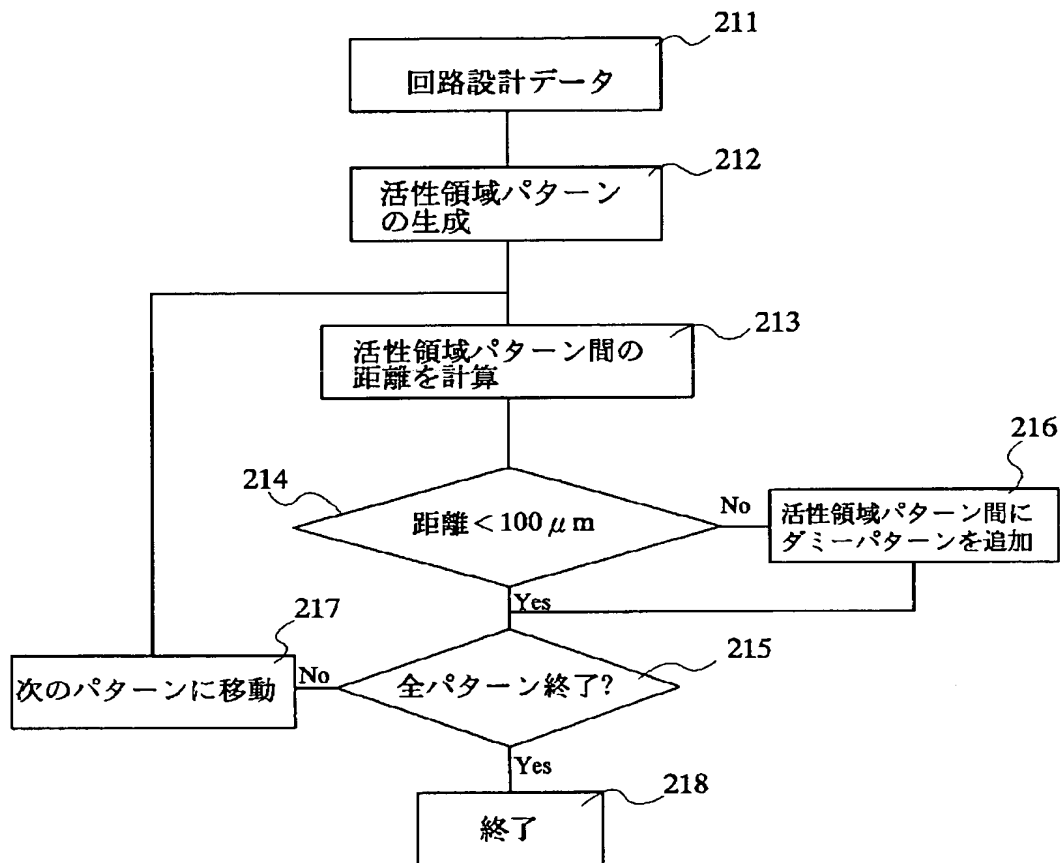 211
回路設計データ
212
活性領域パターン
の生成
213
活性領域パターン間の
距離を計算
214
距離<100μm
No
216
活性領域パターン間に
ダミーパターンを追加
Yes
217
次のパターンに移動
No
215
全パターン終了?
Yes
218
終了